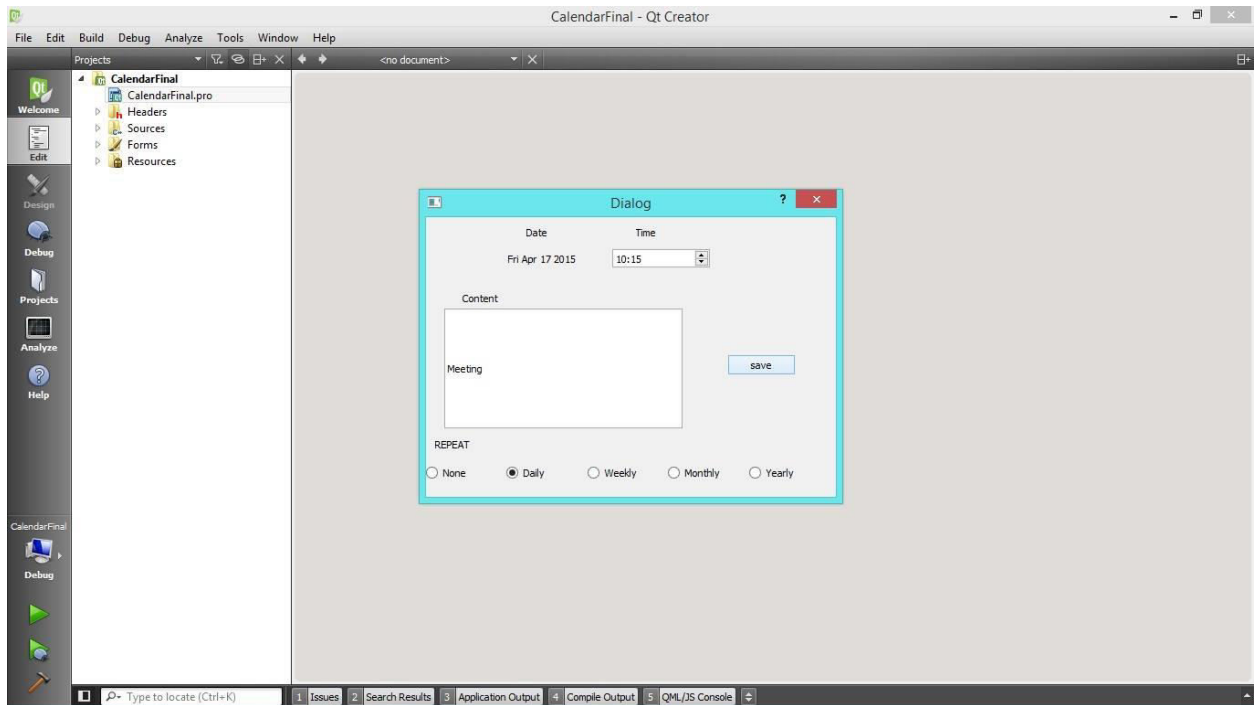 CalendarFinal - Qt Creator
File Edit Build Debug Analyze Tools Window Help
Projects <no document>
CalendarFinal
CalendarFinal.pro
Headers
Sources
Forms
Resources
Welcome
Edit
Design
Debug
Projects
Analyze
Help
Dialog ?
Date Time
Fri Apr 17 2015 10:15
Content
Meeting
save
REPEAT
None Daily Weekly Monthly Yearly
CalendarFinal
Debug
Type to locate (Ctrl+K) 1 Issues 2 Search Results 3 Application Output 4 Compile Output 5 QML/JS Console